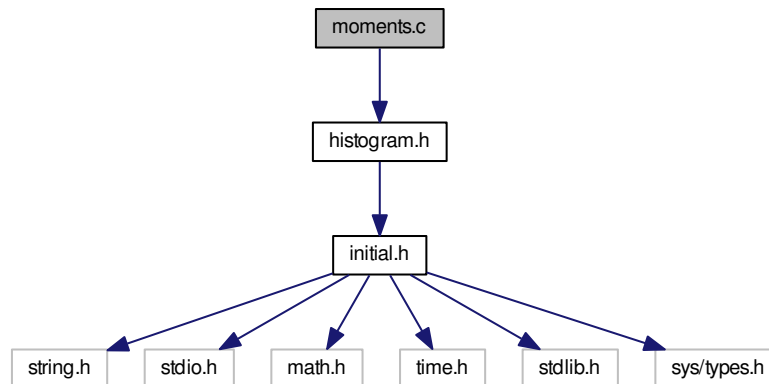 moments.c
histogram.h
initial.h
string.h stdio.h math.h time.h stdlib.h sys/types.h